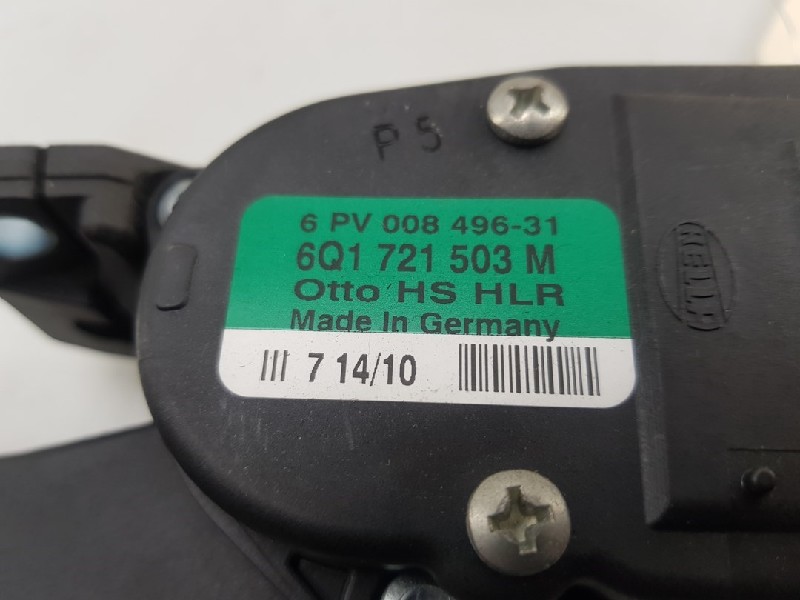 P5
6 PV 008 496-31
6Q1 721 503 M
Otto HS HLR
Made In Germany
7 14/10
HELLA